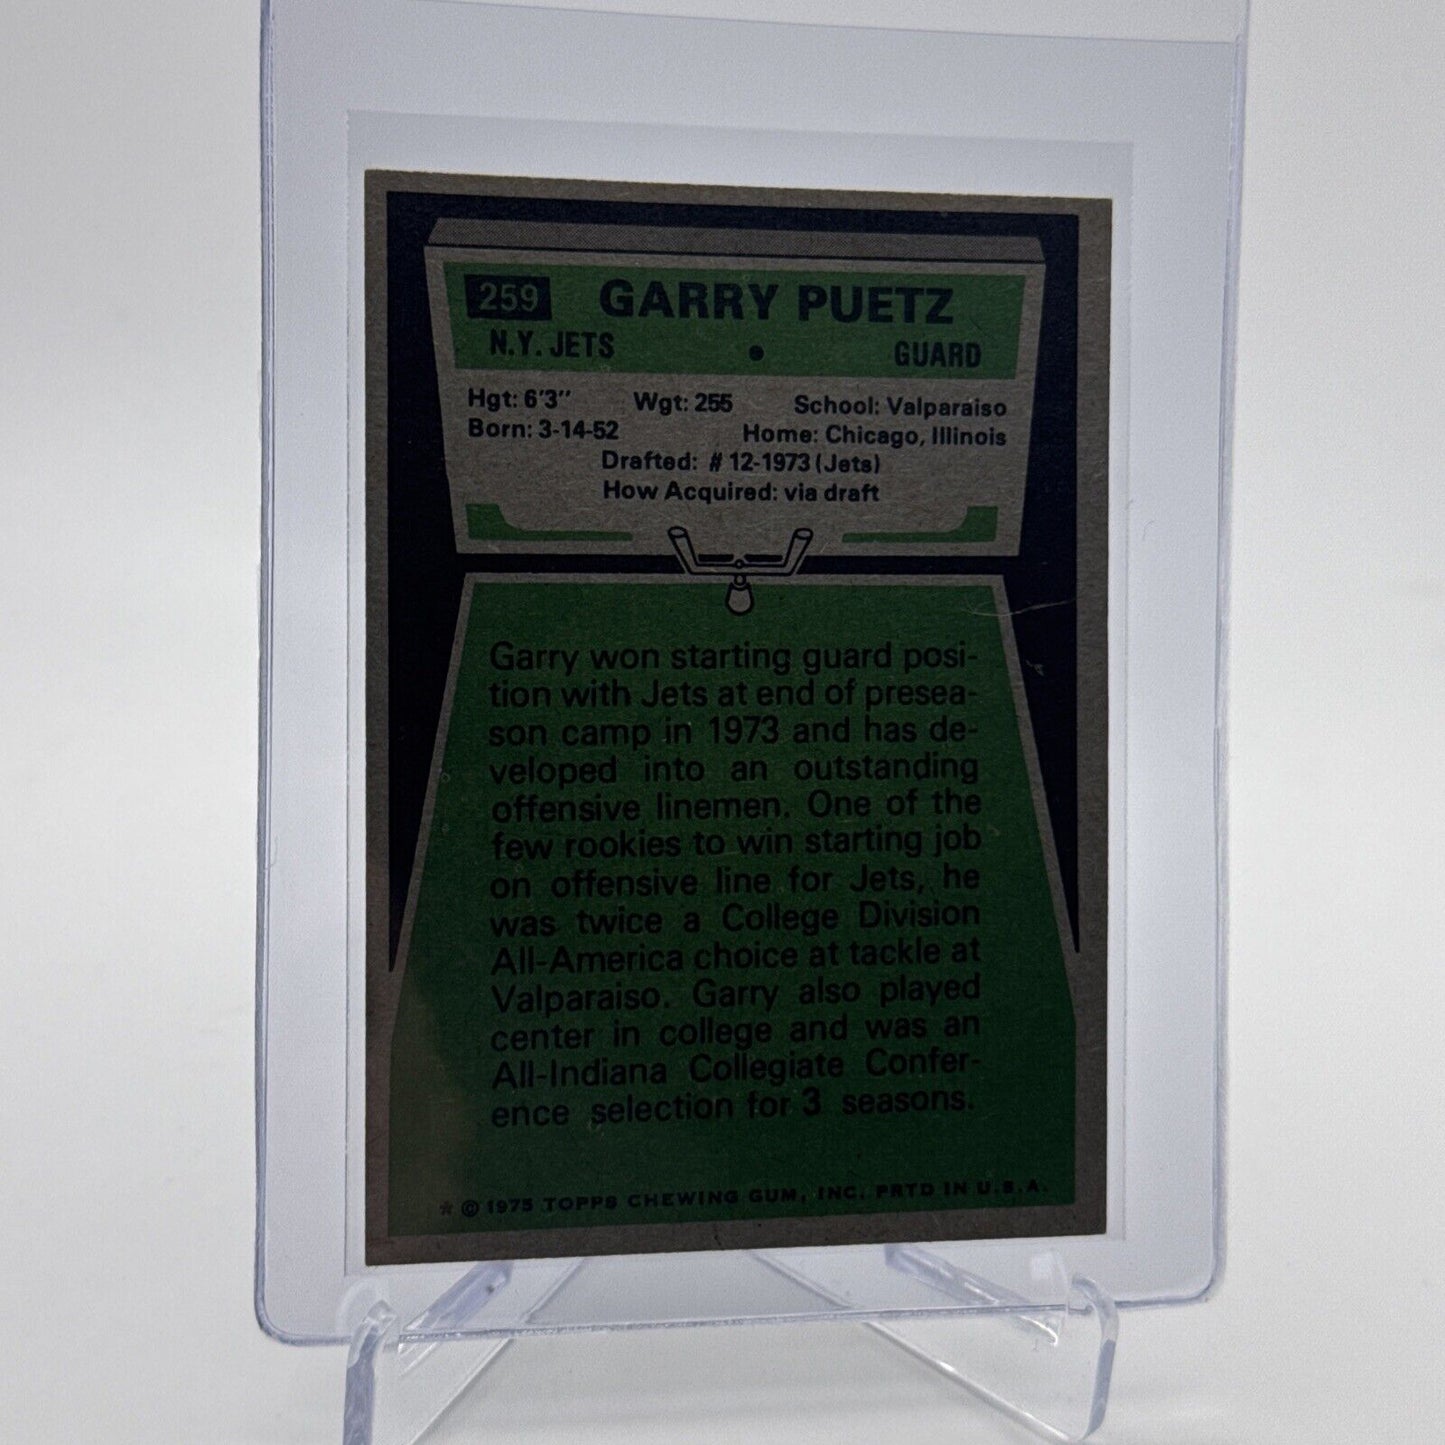 259 GARRY PUETZ
N.Y. JETS • GUARD
Hgt: 6'3" Wgt: 255 School: Valparaiso
Born: 3-14-52 Home: Chicago, Illinois
Drafted: # 12-1973 (Jets)
How Acquired: via draft
Garry won starting guard posi-
tion with Jets at end of presea-
son camp in 1973 and has de-
veloped into an outstanding
offensive linemen. One of the
few rookies to win starting job
on offensive line for Jets, he
was twice a College Division
All-America choice at tackle at
Valparaiso. Garry also played
center in college and was an
All-Indiana Collegiate Confer-
ence selection for 3 seasons.
* © 1975 TOPPS CHEWING GUM, INC. PRTD IN U.S.A.